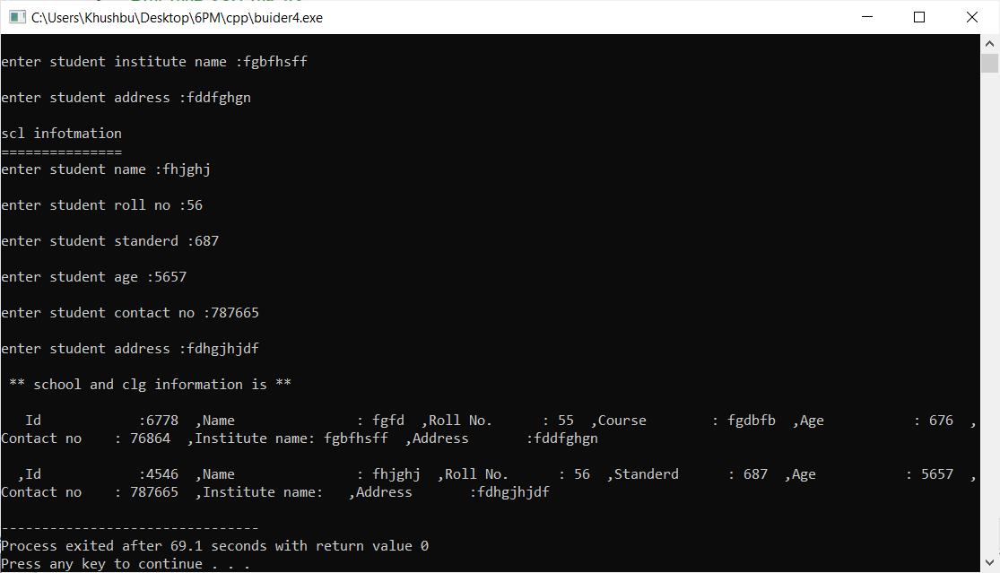 C:\Users\Khushbu\Desktop\6PM\cpp\buider4.exe
enter student institute name :fgbfhsff
enter student address :fddfghgn
scl infotmation
===============
enter student name :fhjghj
enter student roll no :56
enter student standerd :687
enter student age :5657
enter student contact no :787665
enter student address :fdhgjhjdf
** school and clg information is **
Id            :6778  ,Name               : fgfd  ,Roll No.      : 55  ,Course        : fgdbfb  ,Age           : 676  ,
Contact no    : 76864  ,Institute name: fgbfhsff  ,Address       :fddfghgn
,Id            :4546  ,Name               : fhjghj  ,Roll No.      : 56  ,Standerd      : 687  ,Age           : 5657  ,
Contact no    : 787665  ,Institute name:   ,Address       :fdhgjhjdf
--------------------------------
Process exited after 69.1 seconds with return value 0
Press any key to continue . . .